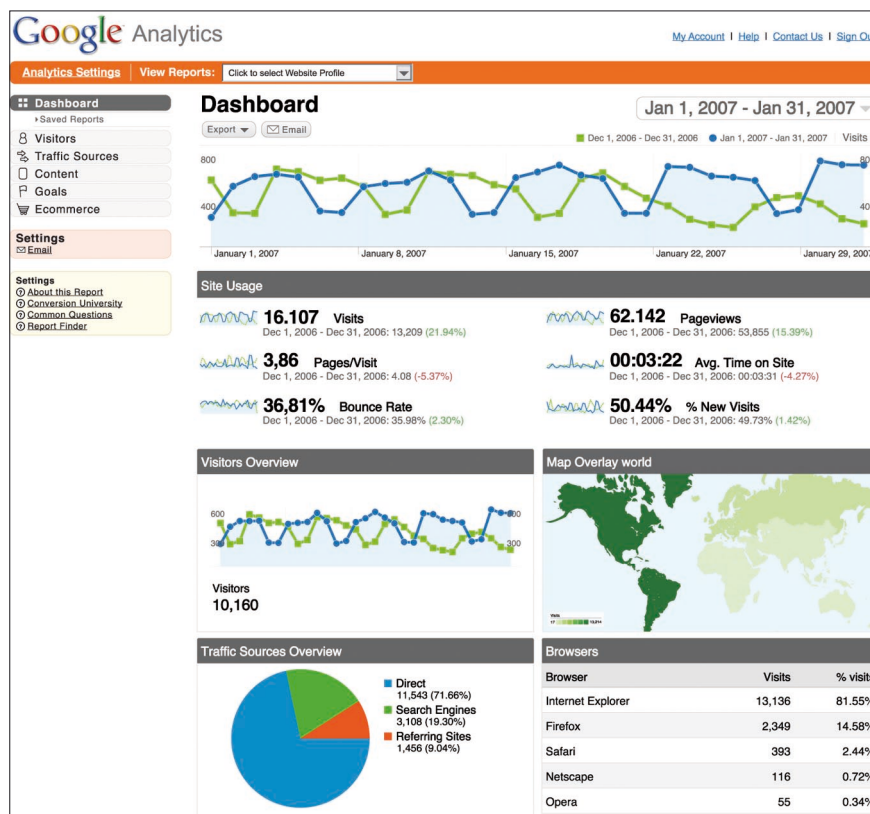 Google Analytics
My Account | Help | Contact Us | Sign Ou
Analytics Settings | View Reports: Click to select Website Profile
Dashboard
Saved Reports
Visitors
Traffic Sources
Content
Goals
Ecommerce
Settings
Email
Settings
About this Report
Conversion University
Common Questions
Report Finder
Dashboard
Jan 1, 2007 - Jan 31, 2007
Export Email
Dec 1, 2006 - Dec 31, 2006 Jan 1, 2007 - Jan 31, 2007 Visits
800 80
400 40
January 1, 2007 January 8, 2007 January 15, 2007 January 22, 2007 January 29, 2007
Site Usage
16.107 Visits
Dec 1, 2006 - Dec 31, 2006: 13,209 (21.94%)
62.142 Pageviews
Dec 1, 2006 - Dec 31, 2006: 53,855 (15.39%)
3,86 Pages/Visit
Dec 1, 2006 - Dec 31, 2006: 4.08 (-5.37%)
00:03:22 Avg. Time on Site
Dec 1, 2006 - Dec 31, 2006: 00:03:31 (-4.27%)
36,81% Bounce Rate
Dec 1, 2006 - Dec 31, 2006: 35.98% (2.30%)
50.44% % New Visits
Dec 1, 2006 - Dec 31, 2006: 49.73% (1.42%)
Visitors Overview
600 600
300 300
Visitors
10,160
Map Overlay world
Visits
17
Traffic Sources Overview
Direct
11,543 (71.66%)
Search Engines
3,108 (19.30%)
Referring Sites
1,456 (9.04%)
Browsers
Browser Visits % visits
Internet Explorer 13,136 81.55%
Firefox 2,349 14.58%
Safari 393 2.44%
Netscape 116 0.72%
Opera 55 0.34%